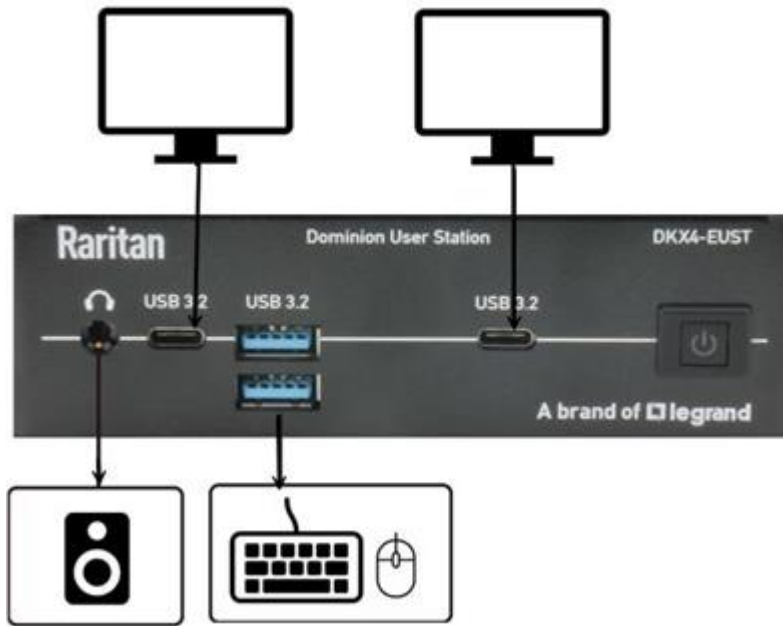 Raritan
Dominion User Station
DKX4-EUST
USB 3.2
USB 3.2
USB 3.2
A brand of legrand